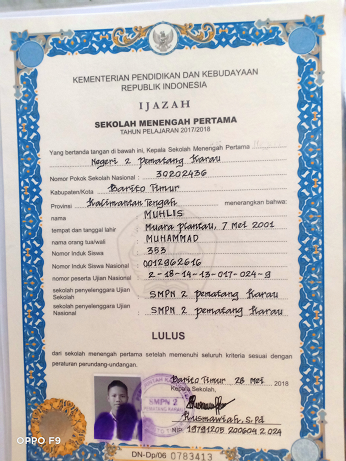 KEMENTERIAN PENDIDIKAN DAN KEBUDAYAAN
REPUBLIK INDONESIA
IJAZAH
SEKOLAH MENENGAH PERTAMA
TAHUN PELAJARAN 2017/2018
Yang bertanda tangan di bawah ini, Kepala Sekolah Menengah Pertama
Negeri 2 Pematang Karau
Nomor Pokok Sekolah Nasional : 30202436
Kabupaten/Kota Barito Timur
Provinsi Kalimantan Tengah menerangkan bahwa:
nama : MUHLIS
tempat dan tanggal lahir : Muara Plantau, 7 Mei 2001
nama orang tua/wali : MUHAMMAD
Nomor Induk Siswa : 353
Nomor Induk Siswa Nasional : 0012962616
nomor peserta Ujian Nasional : 2-18-14-13-017-024-9
sekolah penyelenggara Ujian Sekolah : SMPN 2 Pematang Karau
sekolah penyelenggara Ujian Nasional : SMPN 2 Pematang Karau
LULUS
dari sekolah menengah pertama setelah memenuhi seluruh kriteria sesuai dengan
peraturan perundang-undangan.
Barito Timur 28 Mei 2018
Kepala Sekolah,
SMPN 2
PEMATANG KARAU
Rusmawiah, S.Pd
NIP 19791205 200604 2 024
DN-Dp/06 0783413
OPPO F9